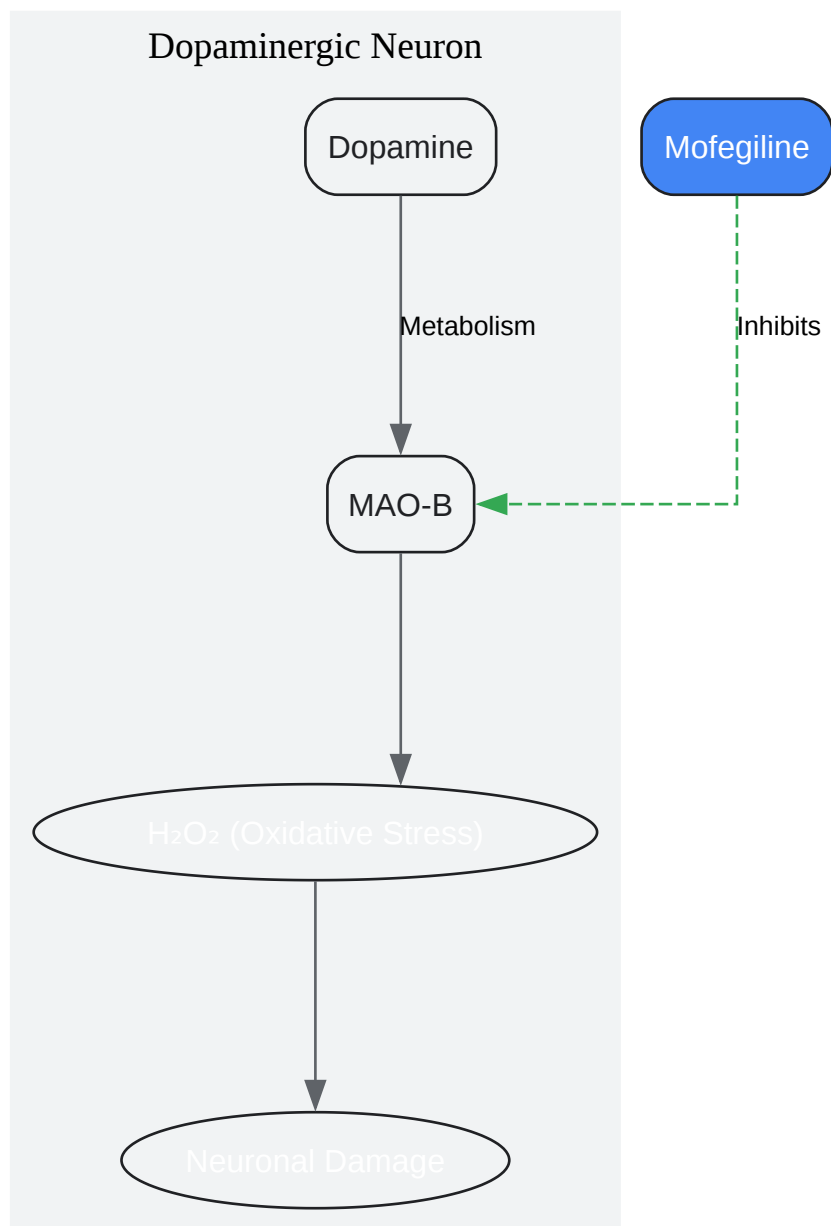 Dopaminergic Neuron
Dopamine
Mofegiline
Metabolism
Inhibits
MAO-B
H₂O₂ (Oxidative Stress)
Neuronal Damage